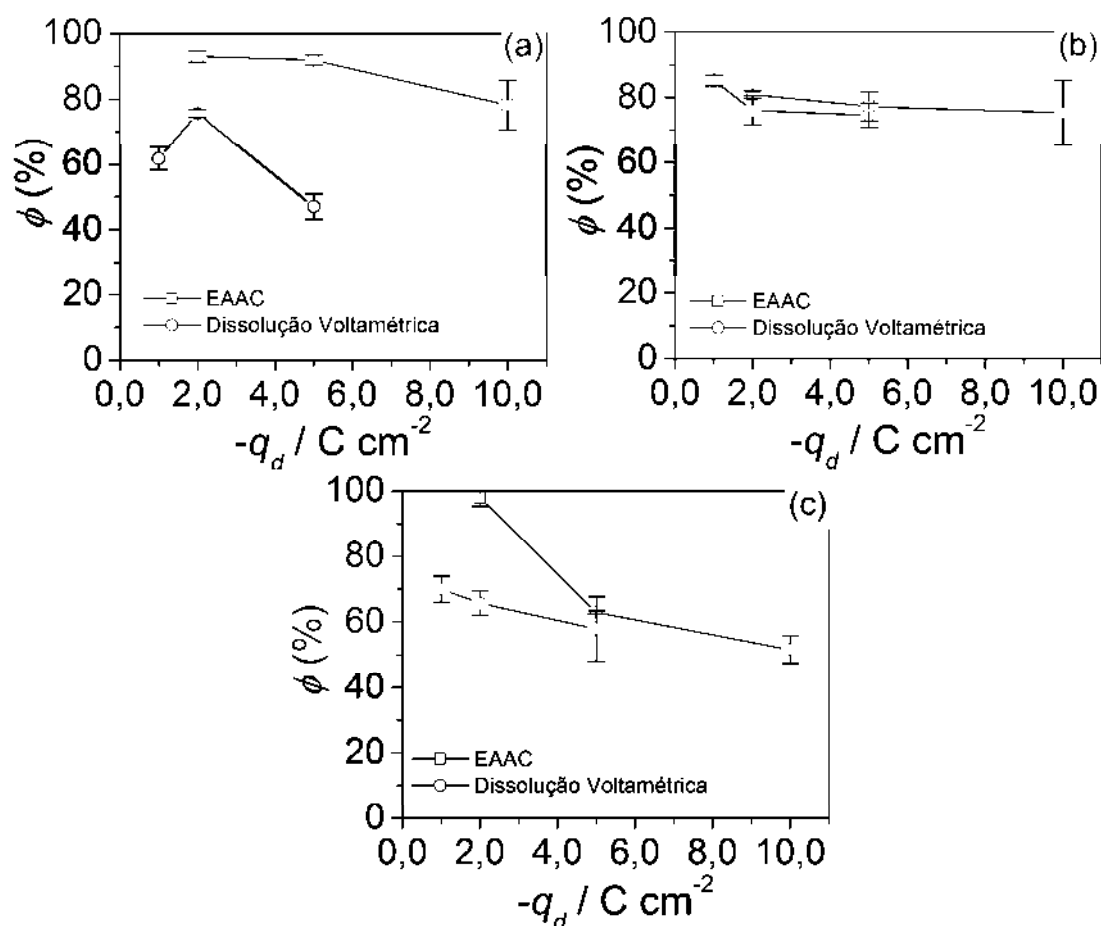 (a)
100
80
60
40
20
0
ϕ (%)
EAAC
Dissolução Voltamétrica
0,0 2,0 4,0 6,0 8,0 10,0
-q_d / C cm⁻²
(b)
100
80
60
40
20
0
ϕ (%)
EAAC
Dissolução Voltamétrica
0,0 2,0 4,0 6,0 8,0 10,0
-q_d / C cm⁻²
(c)
100
80
60
40
20
0
ϕ (%)
EAAC
Dissolução Voltamétrica
0,0 2,0 4,0 6,0 8,0 10,0
-q_d / C cm⁻²